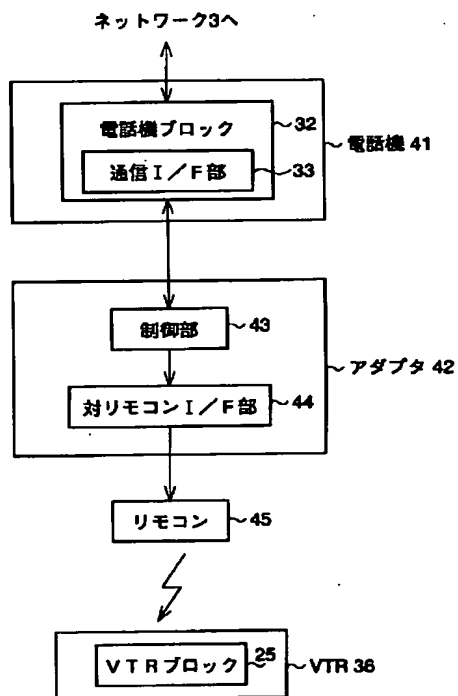 ネットワーク3へ
電話機ブロック
32
通信I/F部
33
電話機 41
制御部
43
アダプタ 42
対リモコンI/F部
44
リモコン
45
VTRブロック
25
VTR 36